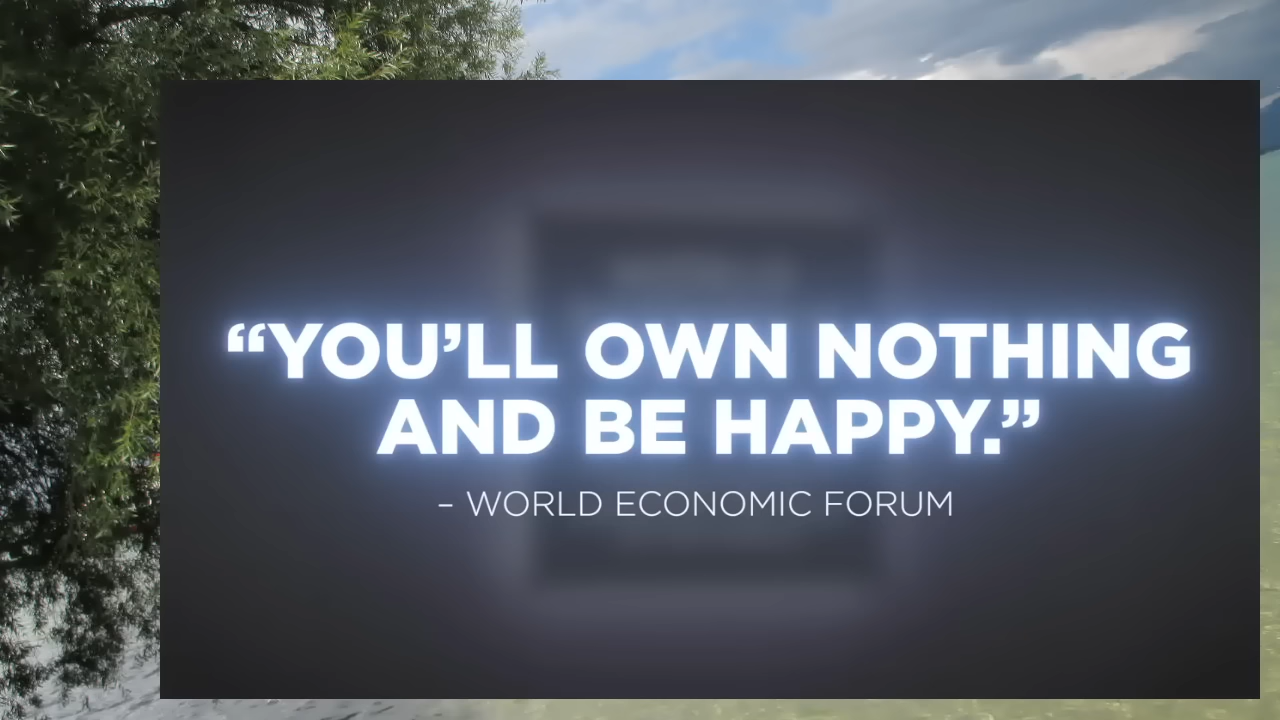 “YOU’LL OWN NOTHING
AND BE HAPPY.”
– WORLD ECONOMIC FORUM